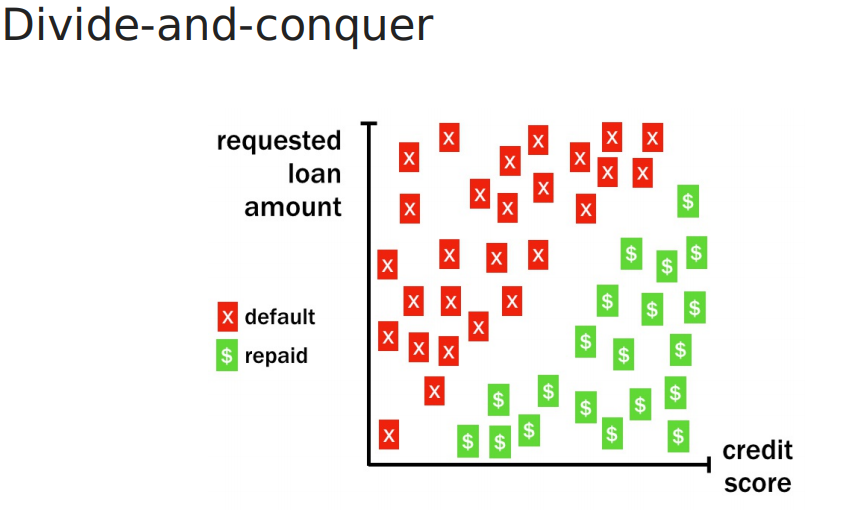 Divide-and-conquer
requested
loan
amount
X default
$ repaid
X X X X X
X X X X X
X X X X X $
X X X X $ $ $
X X X $ $ $
X X X X $ $ $
X $ $ $ $ $
X $ $ $ $ $
credit
score